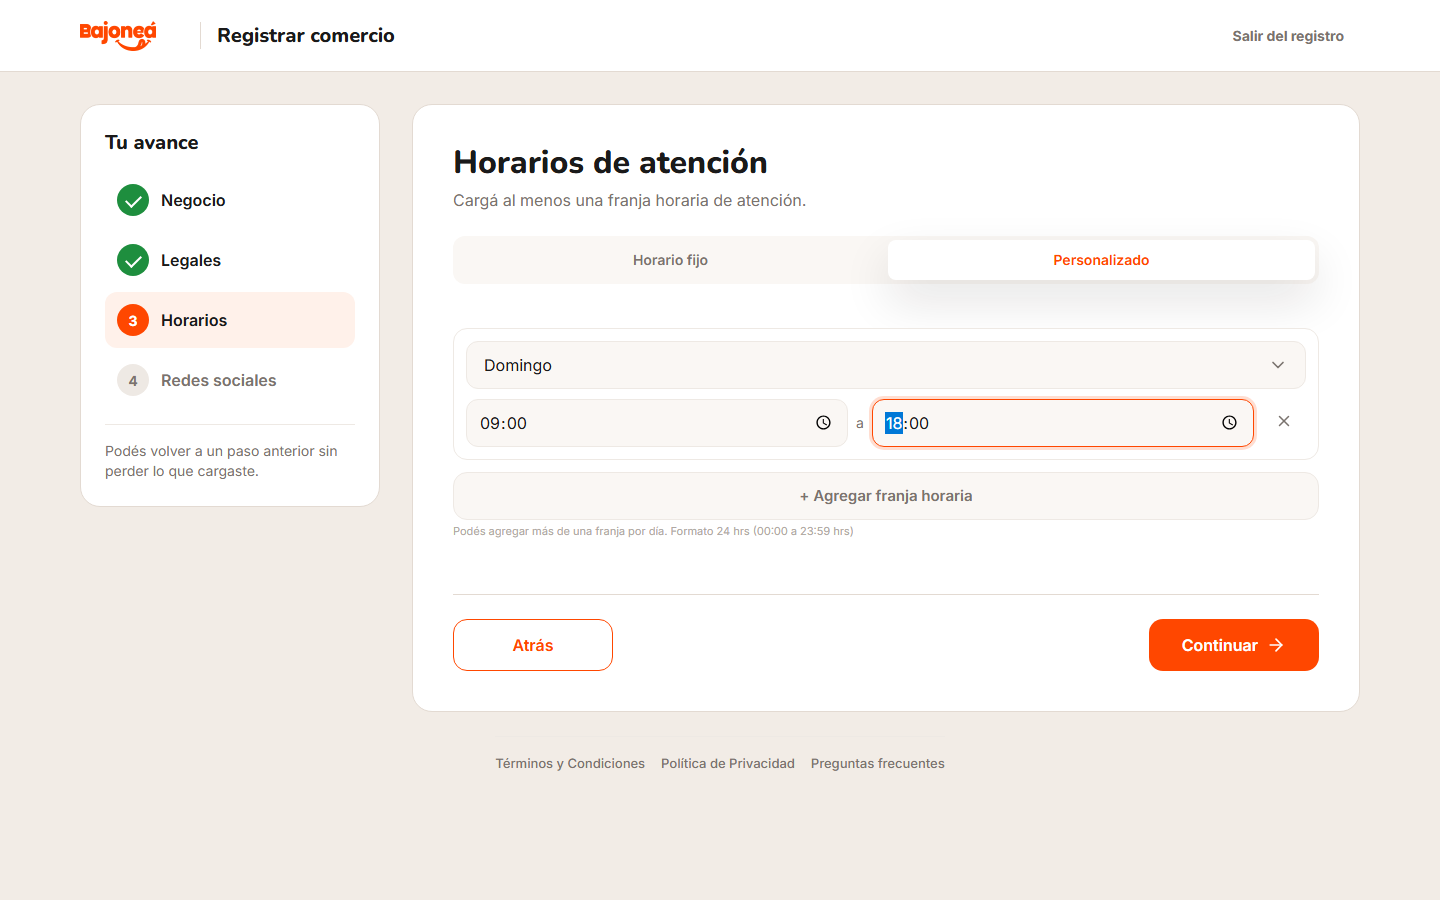 Bajoneá
Registrar comercio
Salir del registro
Tu avance
Negocio
Legales
3 Horarios
4 Redes sociales
Podés volver a un paso anterior sin
perder lo que cargaste.
Horarios de atención
Cargá al menos una franja horaria de atención.
Horario fijo
Personalizado
Domingo
09:00 a 18:00
+ Agregar franja horaria
Podés agregar más de una franja por día. Formato 24 hrs (00:00 a 23:59 hrs)
Atrás
Continuar
Términos y Condiciones Política de Privacidad Preguntas frecuentes